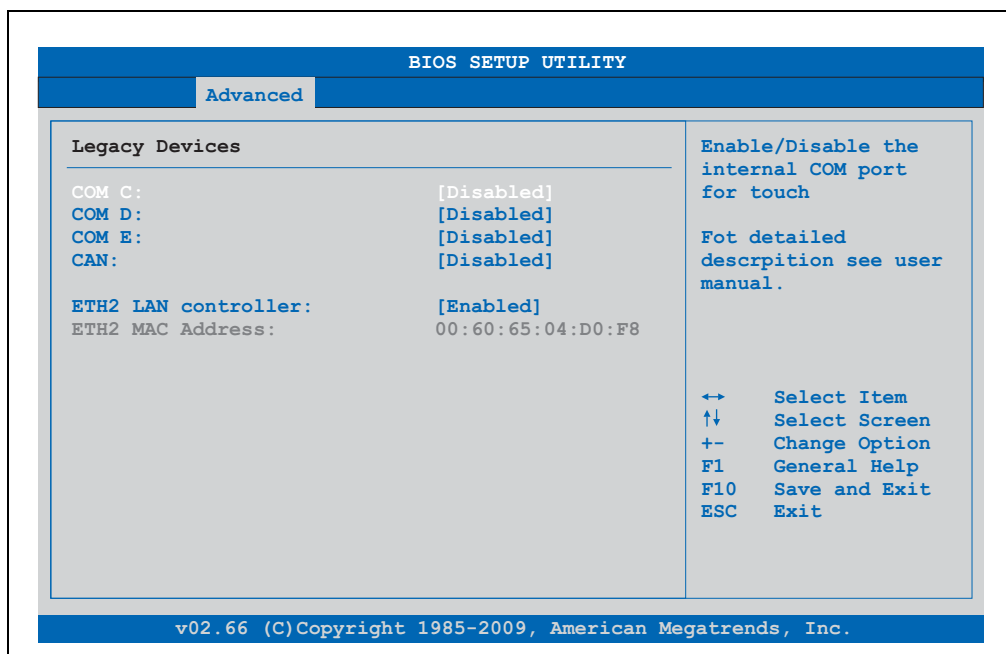 BIOS SETUP UTILITY
Advanced
Legacy Devices
COM C: [Disabled]
COM D: [Disabled]
COM E: [Disabled]
CAN: [Disabled]
ETH2 LAN controller: [Enabled]
ETH2 MAC Address: 00:60:65:04:D0:F8
Enable/Disable the
internal COM port
for touch
Fot detailed
descrpition see user
manual.
↔ Select Item
↑↓ Select Screen
+- Change Option
F1 General Help
F10 Save and Exit
ESC Exit
v02.66 (C)Copyright 1985-2009, American Megatrends, Inc.